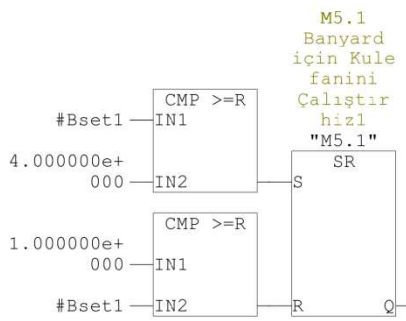 M5.1
Banyard
için Kule
fanini
Çalıştır
hiz1
"M5.1"
CMP >=R
SR
#Bset1
IN1
4.000000e+
000
IN2
S
CMP >=R
1.000000e+
000
IN1
#Bset1
IN2
R
Q